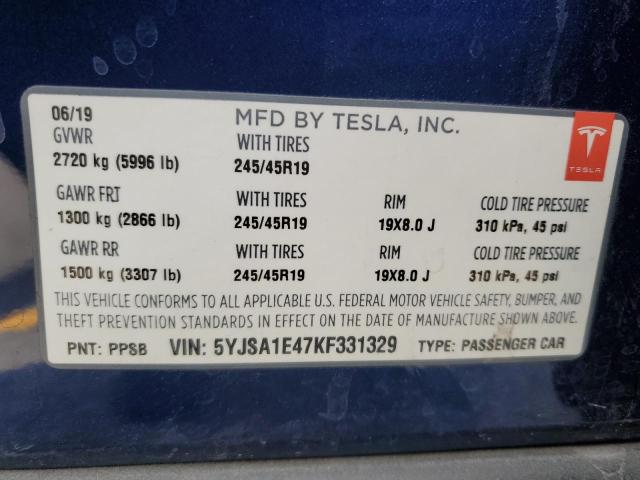 06/19 MFD BY TESLA, INC.
GVWR WITH TIRES
2720 kg (5996 lb) 245/45R19
TESLA
GAWR FRT WITH TIRES RIM COLD TIRE PRESSURE
1300 kg (2866 lb) 245/45R19 19X8.0 J 310 kPa, 45 psi
GAWR RR WITH TIRES RIM COLD TIRE PRESSURE
1500 kg (3307 lb) 245/45R19 19X8.0 J 310 kPa, 45 psi
THIS VEHICLE CONFORMS TO ALL APPLICABLE U.S. FEDERAL MOTOR VEHICLE SAFETY, BUMPER, AND
THEFT PREVENTION STANDARDS IN EFFECT ON THE DATE OF MANUFACTURE SHOWN ABOVE.
PNT: PPSB VIN: 5YJSA1E47KF331329 TYPE: PASSENGER CAR